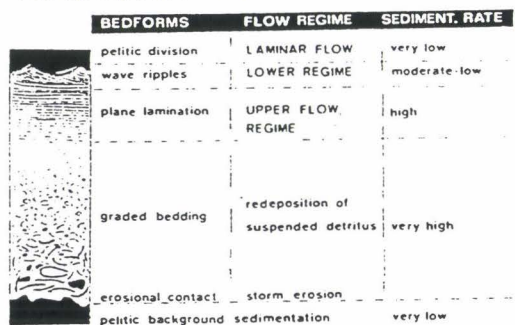 BEDFORMS FLOW REGIME SEDIMENT. RATE
pelitic division LAMINAR FLOW very low
wave ripples LOWER REGIME moderate-low
plane lamination UPPER FLOW high
REGIME
redeposition of
graded bedding suspended detritus very high
erosional contact storm erosion
pelitic background sedimentation very low